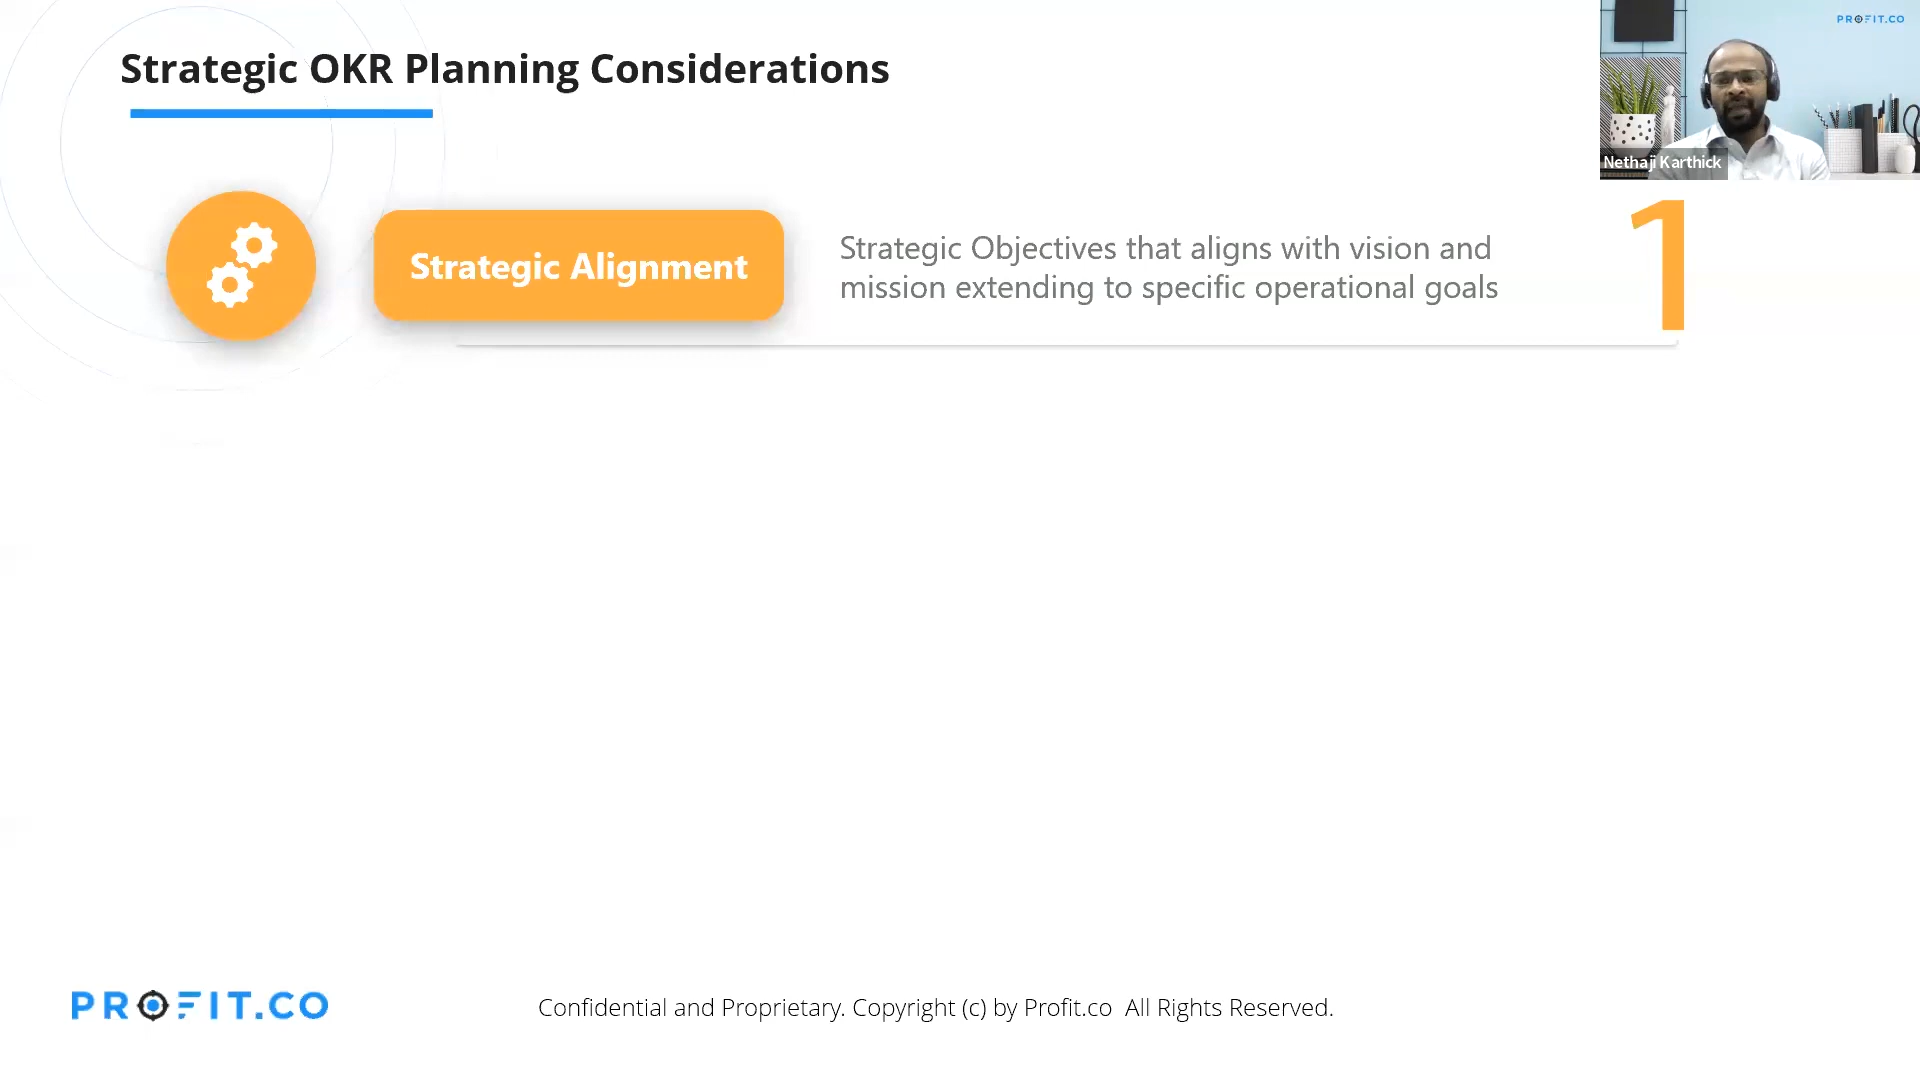 Strategic OKR Planning Considerations
PROFIT.CO
Nethaji Karthick
Strategic Alignment
Strategic Objectives that aligns with vision and
mission extending to specific operational goals
1
PROFIT.CO
Confidential and Proprietary. Copyright (c) by Profit.co All Rights Reserved.